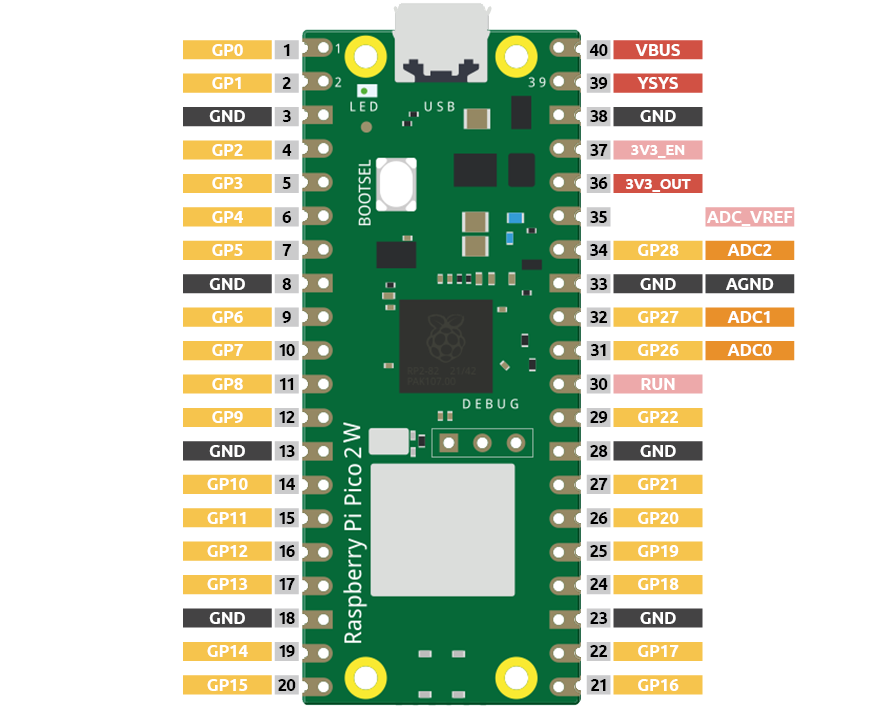 GP0 1 1 40 VBUS
GP1 2 2 39 39 YSYS
LED USB
GND 3 38 GND
GP2 4 37 3V3_EN
GP3 5 BOOTSEL 36 3V3_OUT
GP4 6 35 ADC_VREF
GP5 7 34 GP28 ADC2
GND 8 33 GND AGND
GP6 9 32 GP27 ADC1
GP7 10 31 GP26 ADC0
GP8 11 30 RUN
DEBUG
GP9 12 29 GP22
GND 13 28 GND
GP10 14 27 GP21
GP11 15 26 GP20
GP12 16 25 GP19
GP13 17 24 GP18
GND 18 23 GND
GP14 19 22 GP17
GP15 20 21 GP16
Raspberry Pi Pico 2 W